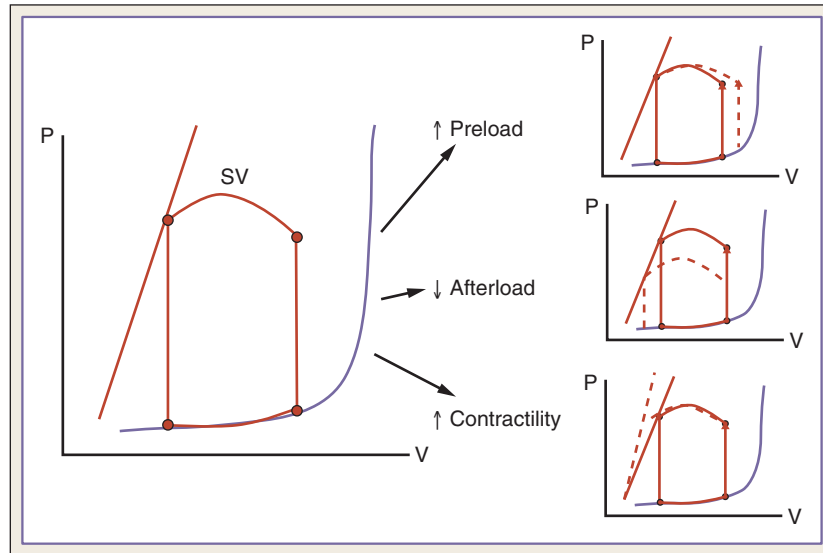 P
SV
V
↑ Preload
↓ Afterload
↑ Contractility
P
V
P
V
P
V